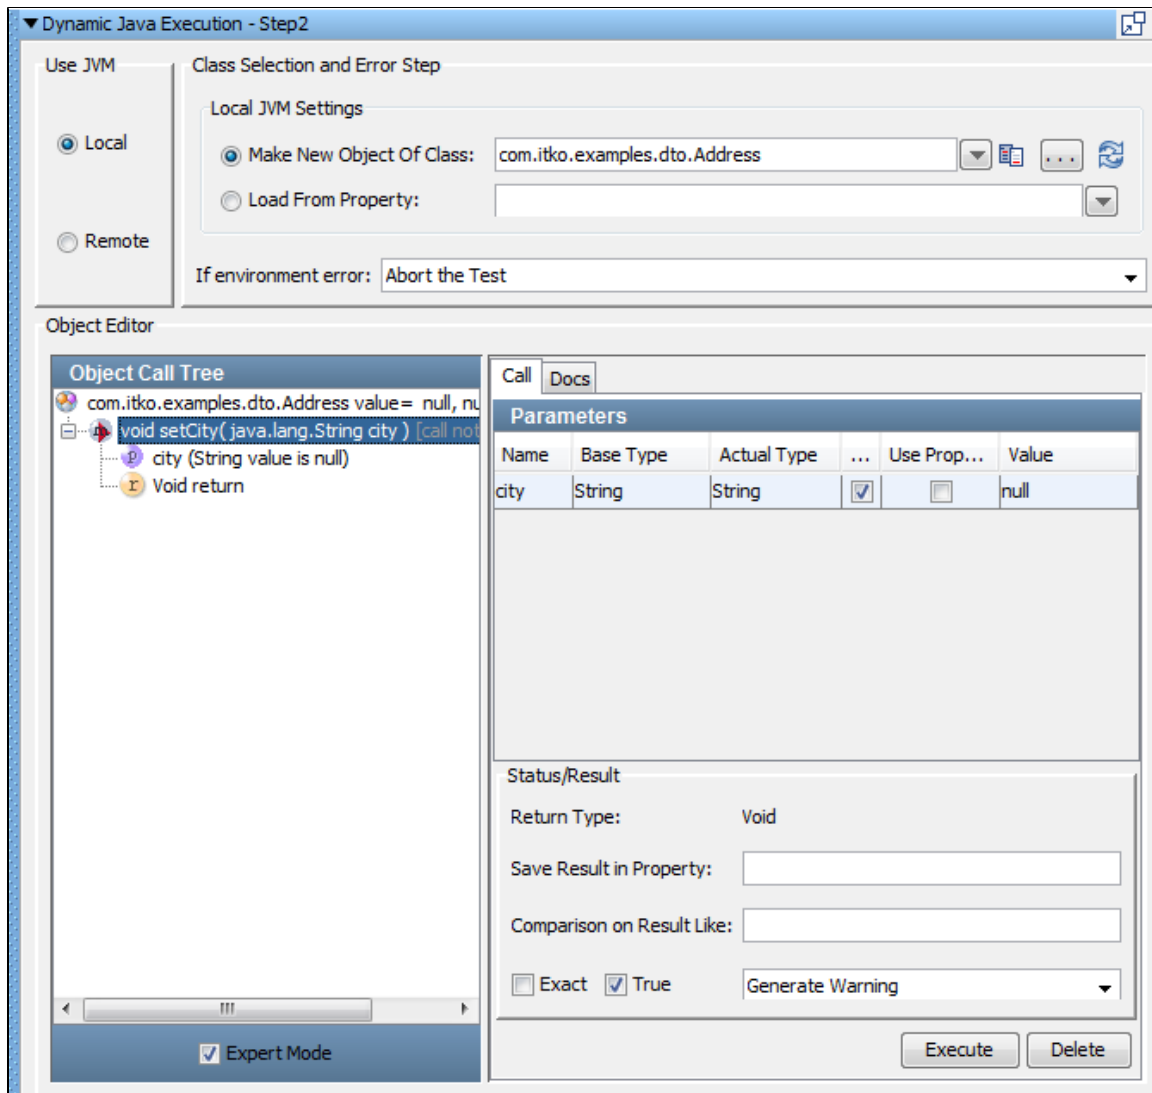 Dynamic Java Execution - Step2
Use JVM
Class Selection and Error Step
Local JVM Settings
Local
Make New Object Of Class: com.itko.examples.dto.Address ...
Load From Property:
Remote
If environment error: Abort the Test
Object Editor
Object Call Tree
com.itko.examples.dto.Address value= null, nu
void setCity( java.lang.String city ) [call not
P city (String value is null)
r Void return
Call Docs
Parameters
Name Base Type Actual Type ... Use Prop... Value
city String String null
Status/Result
Return Type: Void
Save Result in Property:
Comparison on Result Like:
Exact True Generate Warning
Expert Mode
Execute Delete